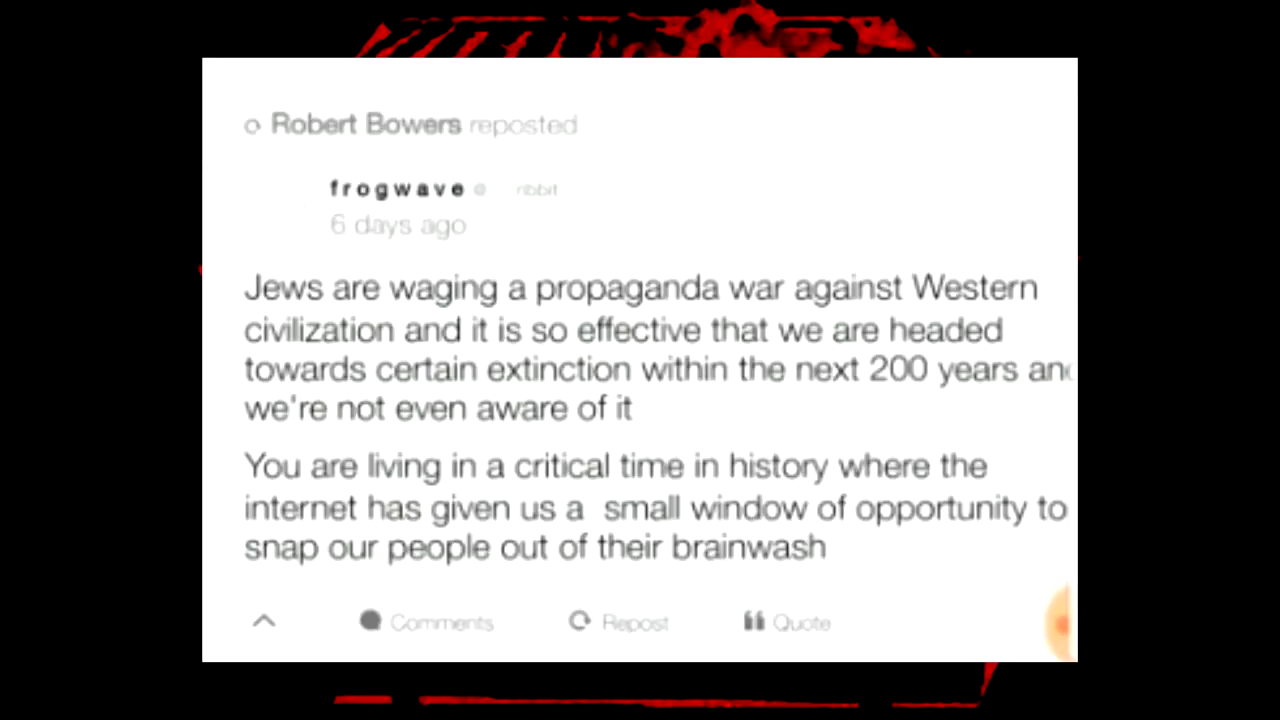 Robert Bowers reposted
frogwave @ ribbit
6 days ago
Jews are waging a propaganda war against Western
civilization and it is so effective that we are headed
towards certain extinction within the next 200 years and
we're not even aware of it
You are living in a critical time in history where the
internet has given us a small window of opportunity to
snap our people out of their brainwash
Comments Repost Quote